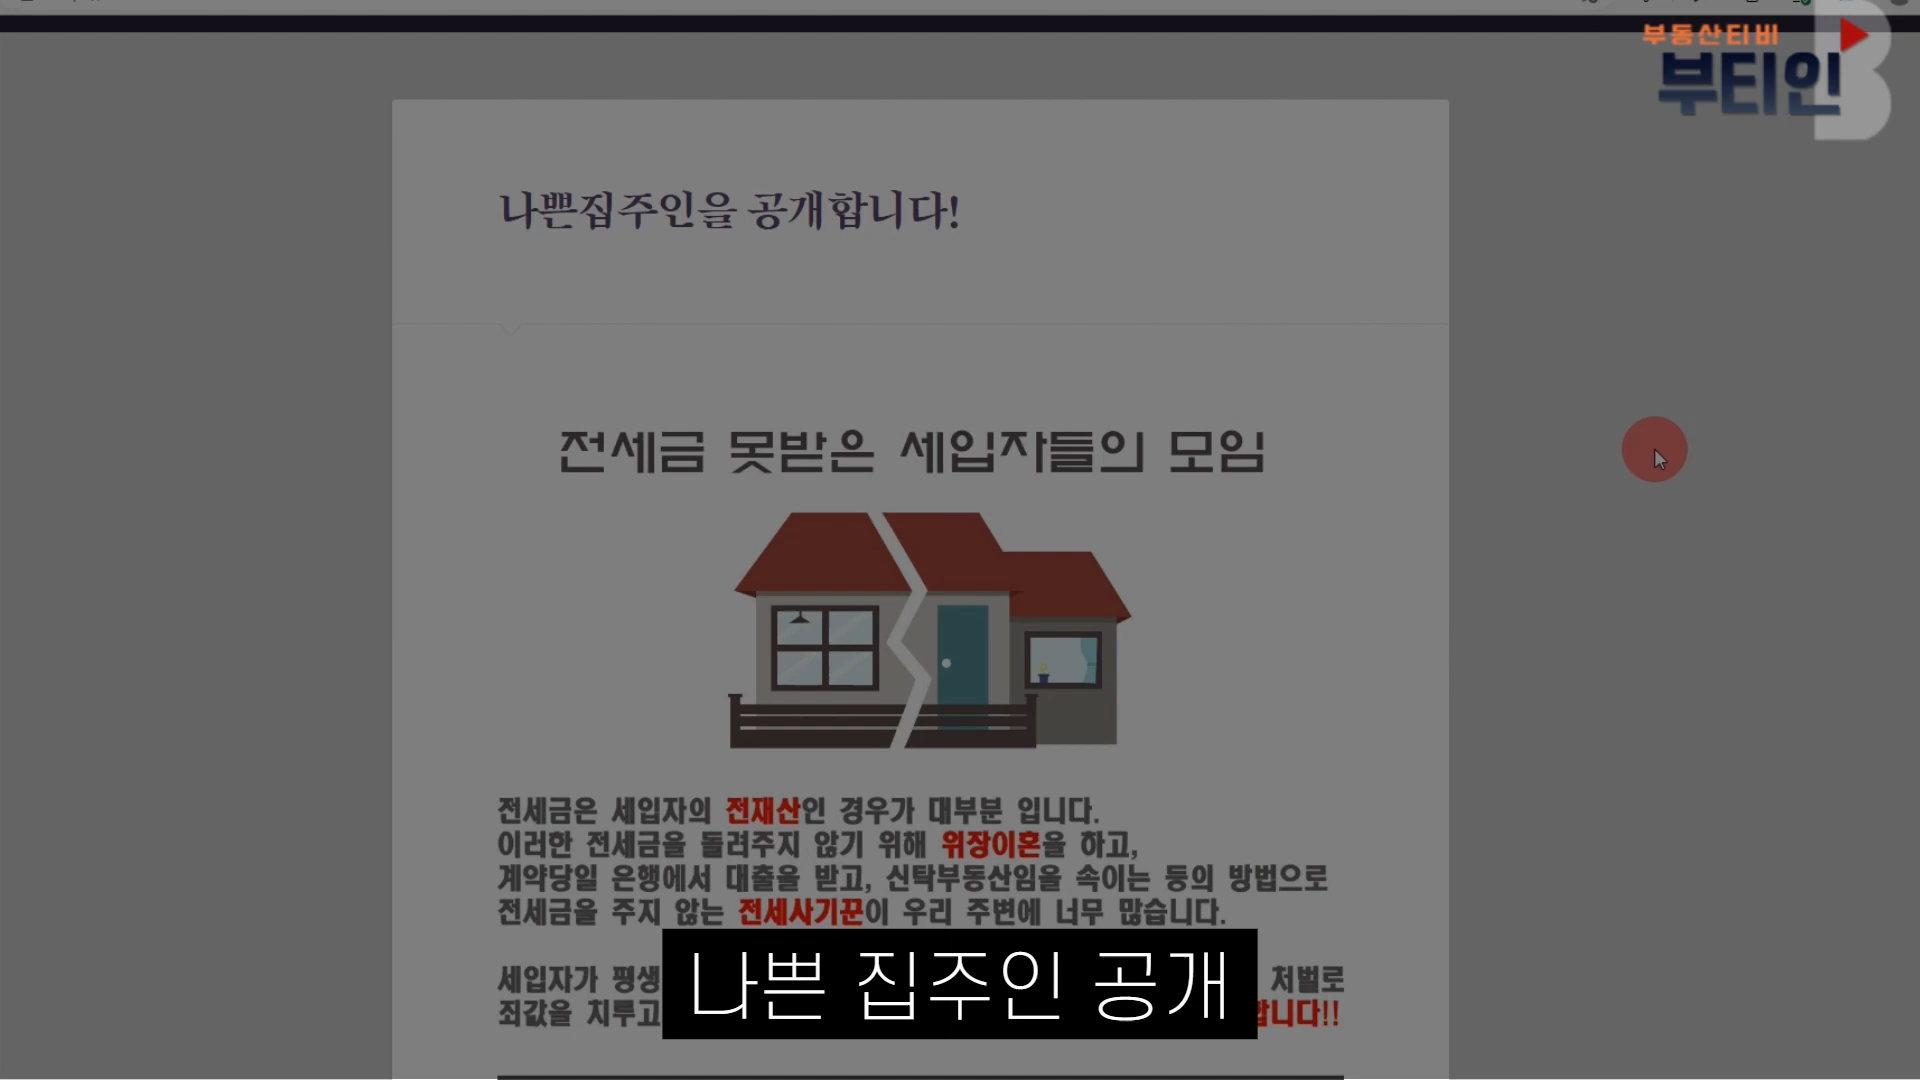 부동산티비
부티인
나쁜집주인을 공개합니다!
전세금 못받은 세입자들의 모임
전세금은 세입자의 전재산인 경우가 대부분 입니다.
이러한 전세금을 돌려주지 않기 위해 위장이혼을 하고,
계약당일 은행에서 대출을 받고, 신탁부동산임을 속이는 등의 방법으로
전세금을 주지 않는 전세사기꾼이 우리 주변에 너무 많습니다.
세입자가 평생 처벌로
죄값을 치루고 합니다!!
나쁜 집주인 공개